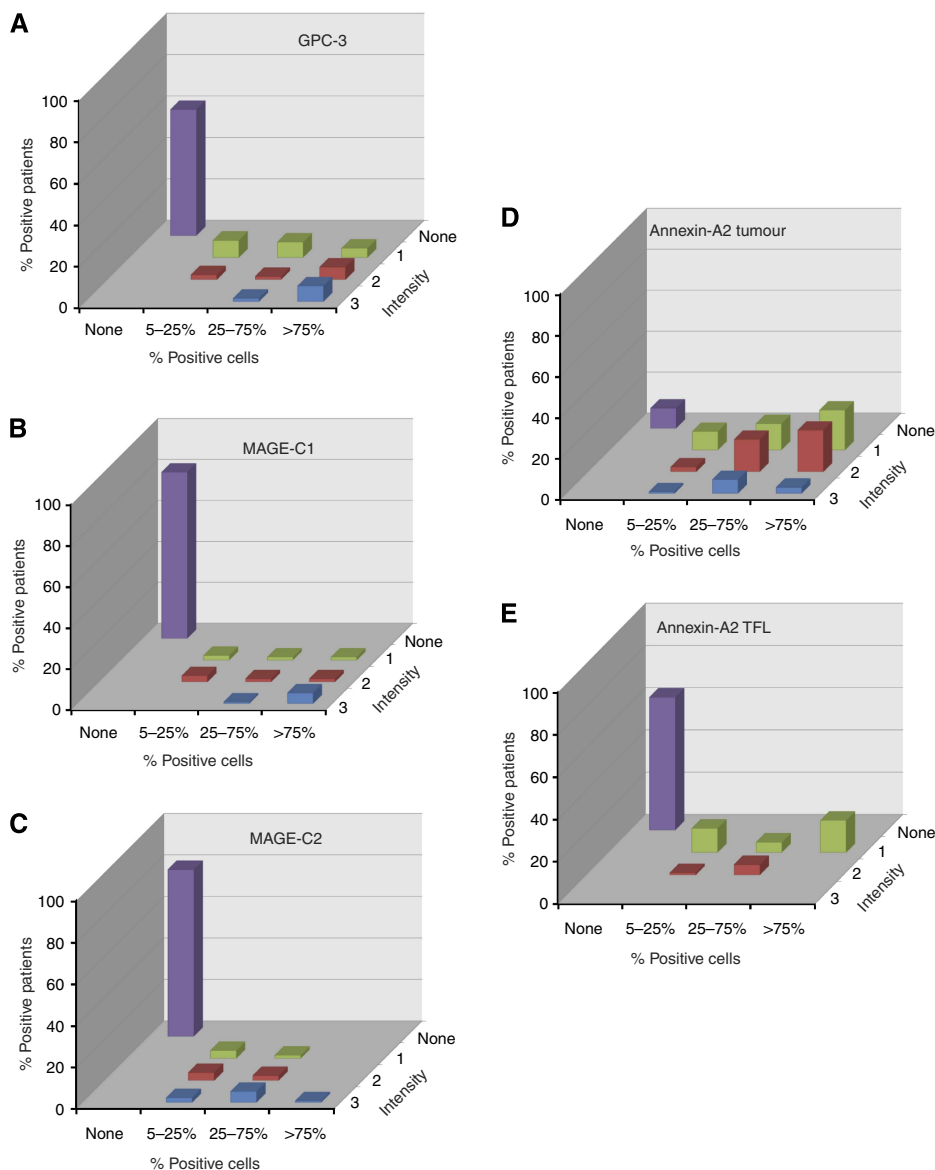 A
GPC-3
% Positive patients
100
80
60
40
20
0
None
5–25%
25–75%
>75%
% Positive cells
None
1
2
3
Intensity
B
MAGE-C1
% Positive patients
100
80
60
40
20
0
None
5–25%
25–75%
>75%
% Positive cells
None
1
2
3
Intensity
C
MAGE-C2
% Positive patients
100
80
60
40
20
0
None
5–25%
25–75%
>75%
% Positive cells
None
1
2
3
Intensity
D
Annexin-A2 tumour
% Positive patients
100
80
60
40
20
0
None
5–25%
25–75%
>75%
% Positive cells
None
1
2
3
Intensity
E
Annexin-A2 TFL
% Positive patients
100
80
60
40
20
0
None
5–25%
25–75%
>75%
% Positive cells
None
1
2
3
Intensity